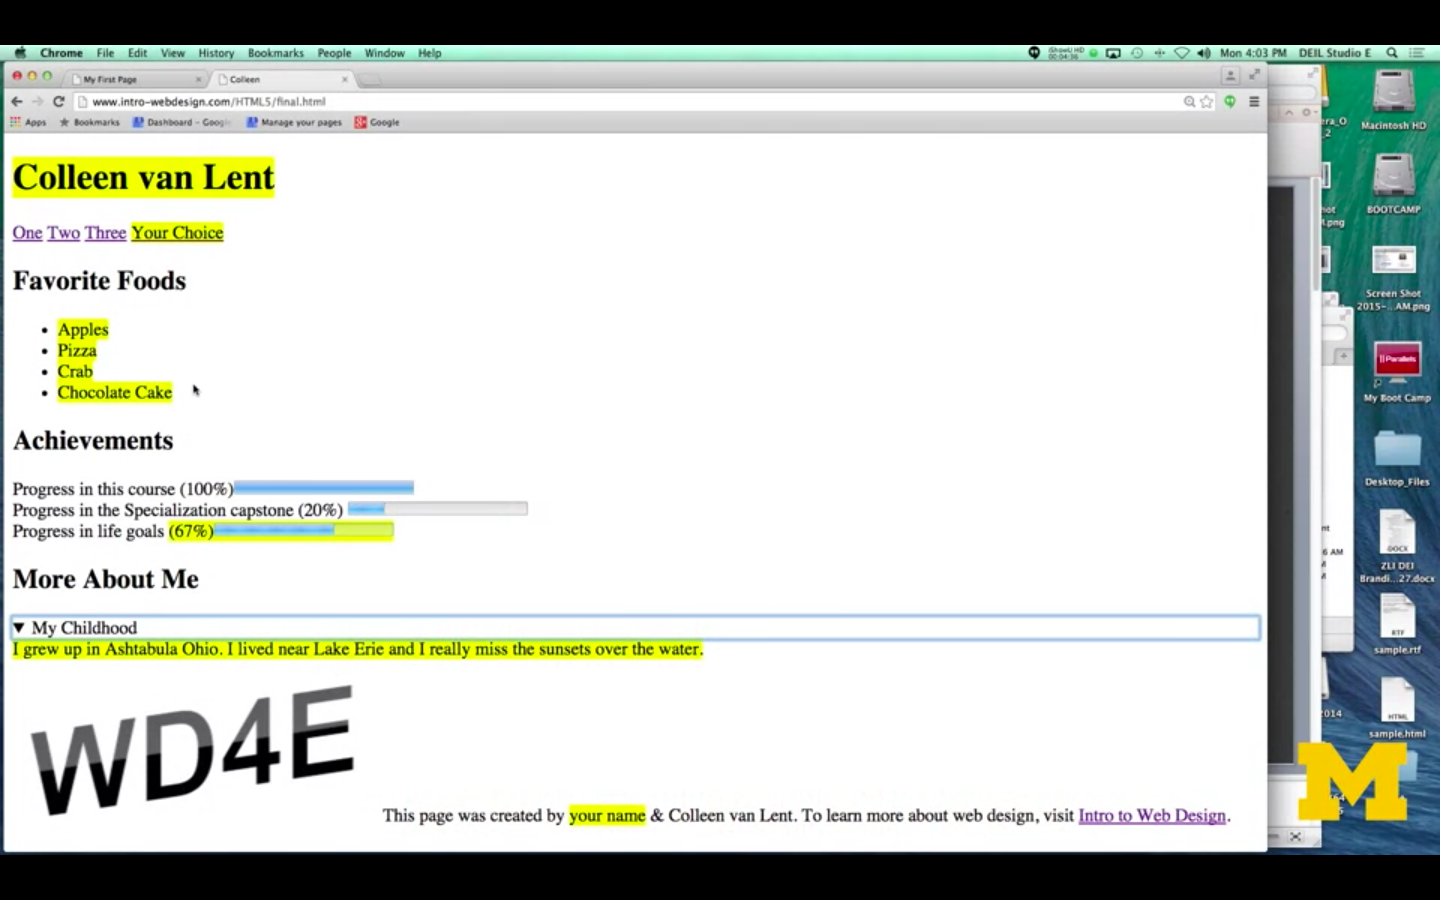 Chrome File Edit View History Bookmarks People Window Help
Mon 4:03 PM DEIL Studio E
My First Page
Colleen
www.intro-webdesign.com/HTML5/final.html
Apps Bookmarks Dashboard - Google Manage your pages Google
Colleen van Lent
One Two Three Your Choice
Favorite Foods
Apples
Pizza
Crab
Chocolate Cake
Achievements
Progress in this course (100%)
Progress in the Specialization capstone (20%)
Progress in life goals (67%)
More About Me
My Childhood
I grew up in Ashtabula Ohio. I lived near Lake Erie and I really miss the sunsets over the water.
WD4E
This page was created by your name & Colleen van Lent. To learn more about web design, visit Intro to Web Design.
Macintosh HD
BOOTCAMP
Screen Shot
2015-...AM.png
Parallels
My Boot Camp
Desktop_Files
DOCX
ZLI DEI
Brandi...27.docx
RTF
sample.rtf
HTML
sample.html
2014
M